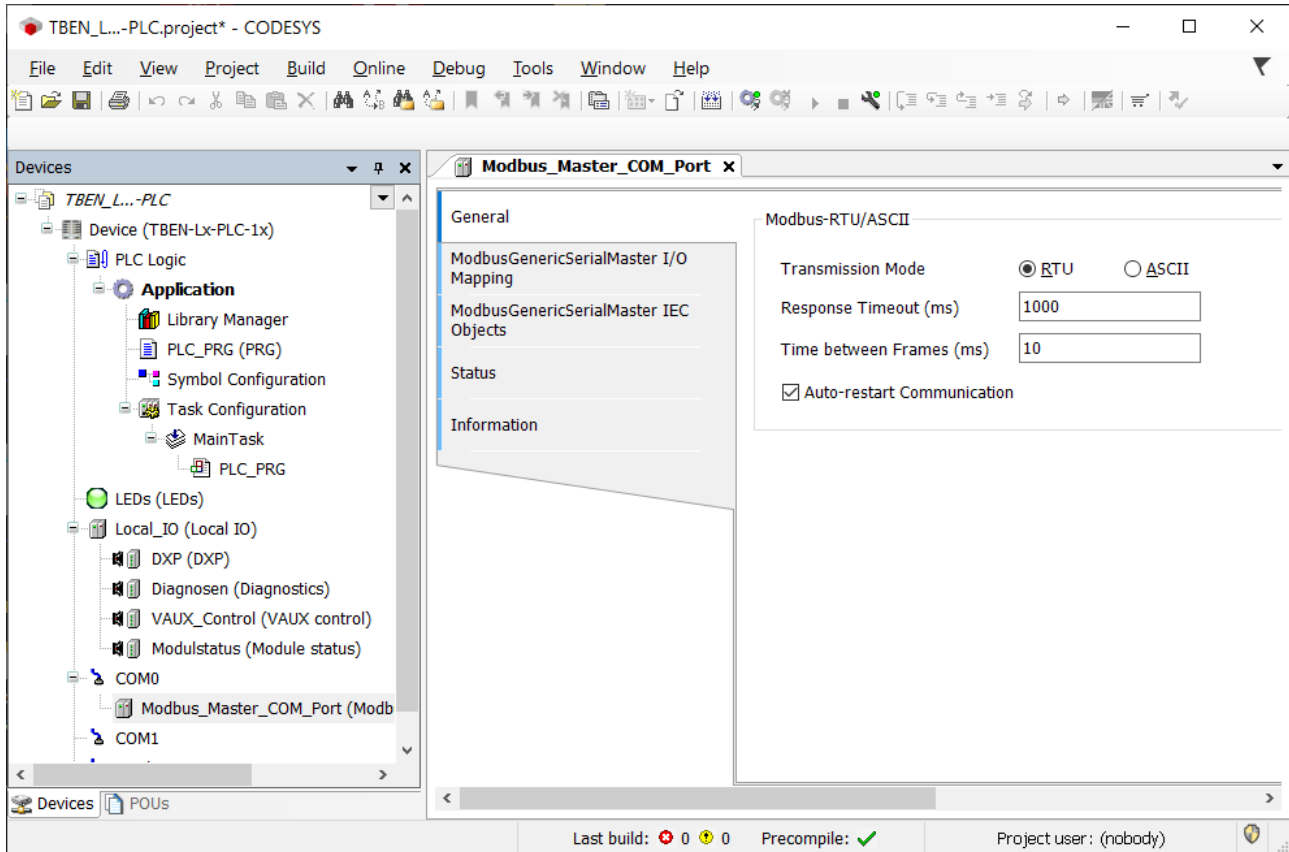 TBEN_L...-PLC.project* - CODESYS
File Edit View Project Build Online Debug Tools Window Help
Devices
TBEN_L...-PLC
Device (TBEN-Lx-PLC-1x)
PLC Logic
Application
Library Manager
PLC_PRG (PRG)
Symbol Configuration
Task Configuration
MainTask
PLC_PRG
LEDs (LEDs)
Local_IO (Local IO)
DXP (DXP)
Diagnosen (Diagnostics)
VAUX_Control (VAUX control)
Modulstatus (Module status)
COM0
Modbus_Master_COM_Port (Modb
COM1
Devices POUs
Modbus_Master_COM_Port
General
ModbusGenericSerialMaster I/O
Mapping
ModbusGenericSerialMaster IEC
Objects
Status
Information
Modbus-RTU/ASCII
Transmission Mode RTU ASCII
Response Timeout (ms) 1000
Time between Frames (ms) 10
Auto-restart Communication
Last build: 0 0 Precompile: Project user: (nobody)